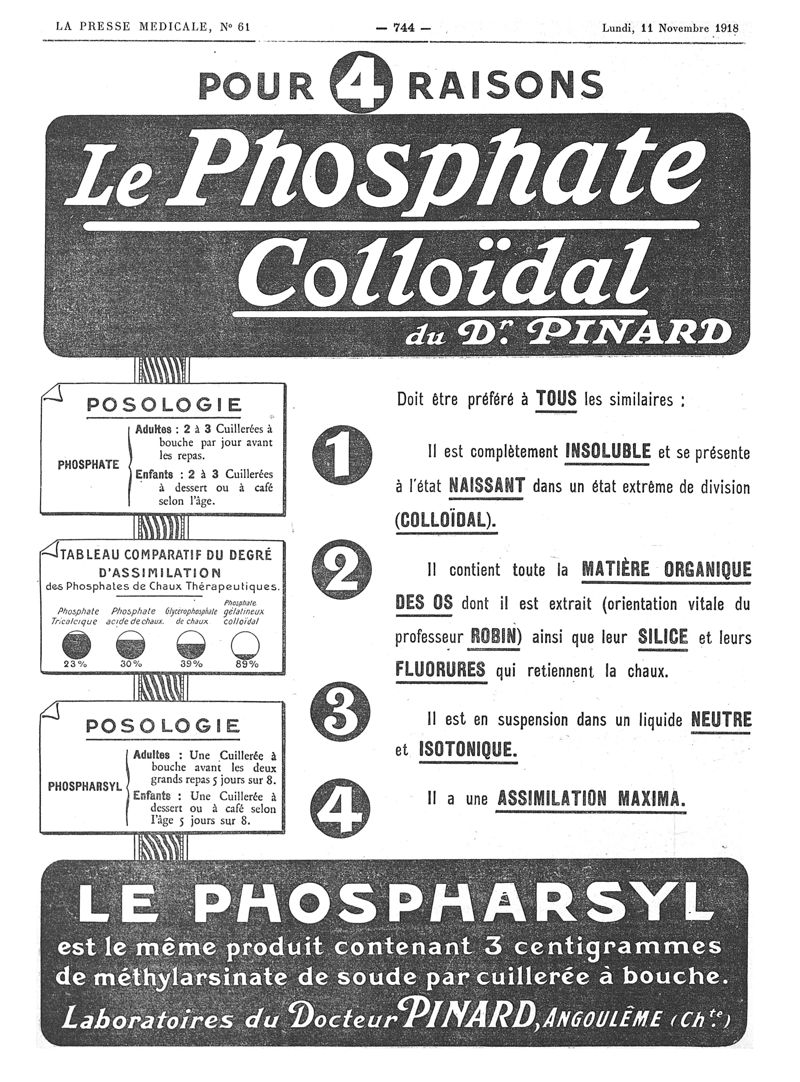 LA PRESSE MEDICALE, Nº 61 — 744 — Lundi, 11 Novembre 1918
POUR 4 RAISONS
Le Phosphate
Colloïdal
du Dr. PINARD
POSOLOGIE
PHOSPHATE
Adultes : 2 à 3 Cuillerées à
bouche par jour avant
les repas.
Enfants : 2 à 3 Cuillerées
à dessert ou à café
selon l'âge.
TABLEAU COMPARATIF DU DEGRÉ
D'ASSIMILATION
des Phosphates de Chaux Thérapeutiques.
Phosphate Tricalcique
Phosphate acide de chaux.
Glycerophosphate de chaux
Phosphate gélatineux colloïdal
23% 30% 39% 89%
POSOLOGIE
PHOSPHARSYL
Adultes : Une Cuillerée à
bouche avant les deux
grands repas 5 jours sur 8.
Enfants : Une Cuillerée à
dessert ou à café selon
l'âge 5 jours sur 8.
Doit être préféré à TOUS les similaires :
1
Il est complètement INSOLUBLE et se présente
à l'état NAISSANT dans un état extrême de division
(COLLOÏDAL).
2
Il contient toute la MATIÈRE ORGANIQUE
DES OS dont il est extrait (orientation vitale du
professeur ROBIN) ainsi que leur SILICE et leurs
FLUORURES qui retiennent la chaux.
3
Il est en suspension dans un liquide NEUTRE
et ISOTONIQUE.
4
Il a une ASSIMILATION MAXIMA.
LE PHOSPHARSYL
est le même produit contenant 3 centigrammes
de méthylarsinate de soude par cuillerée à bouche.
Laboratoires du Docteur PINARD, ANGOULÊME (Chte.)